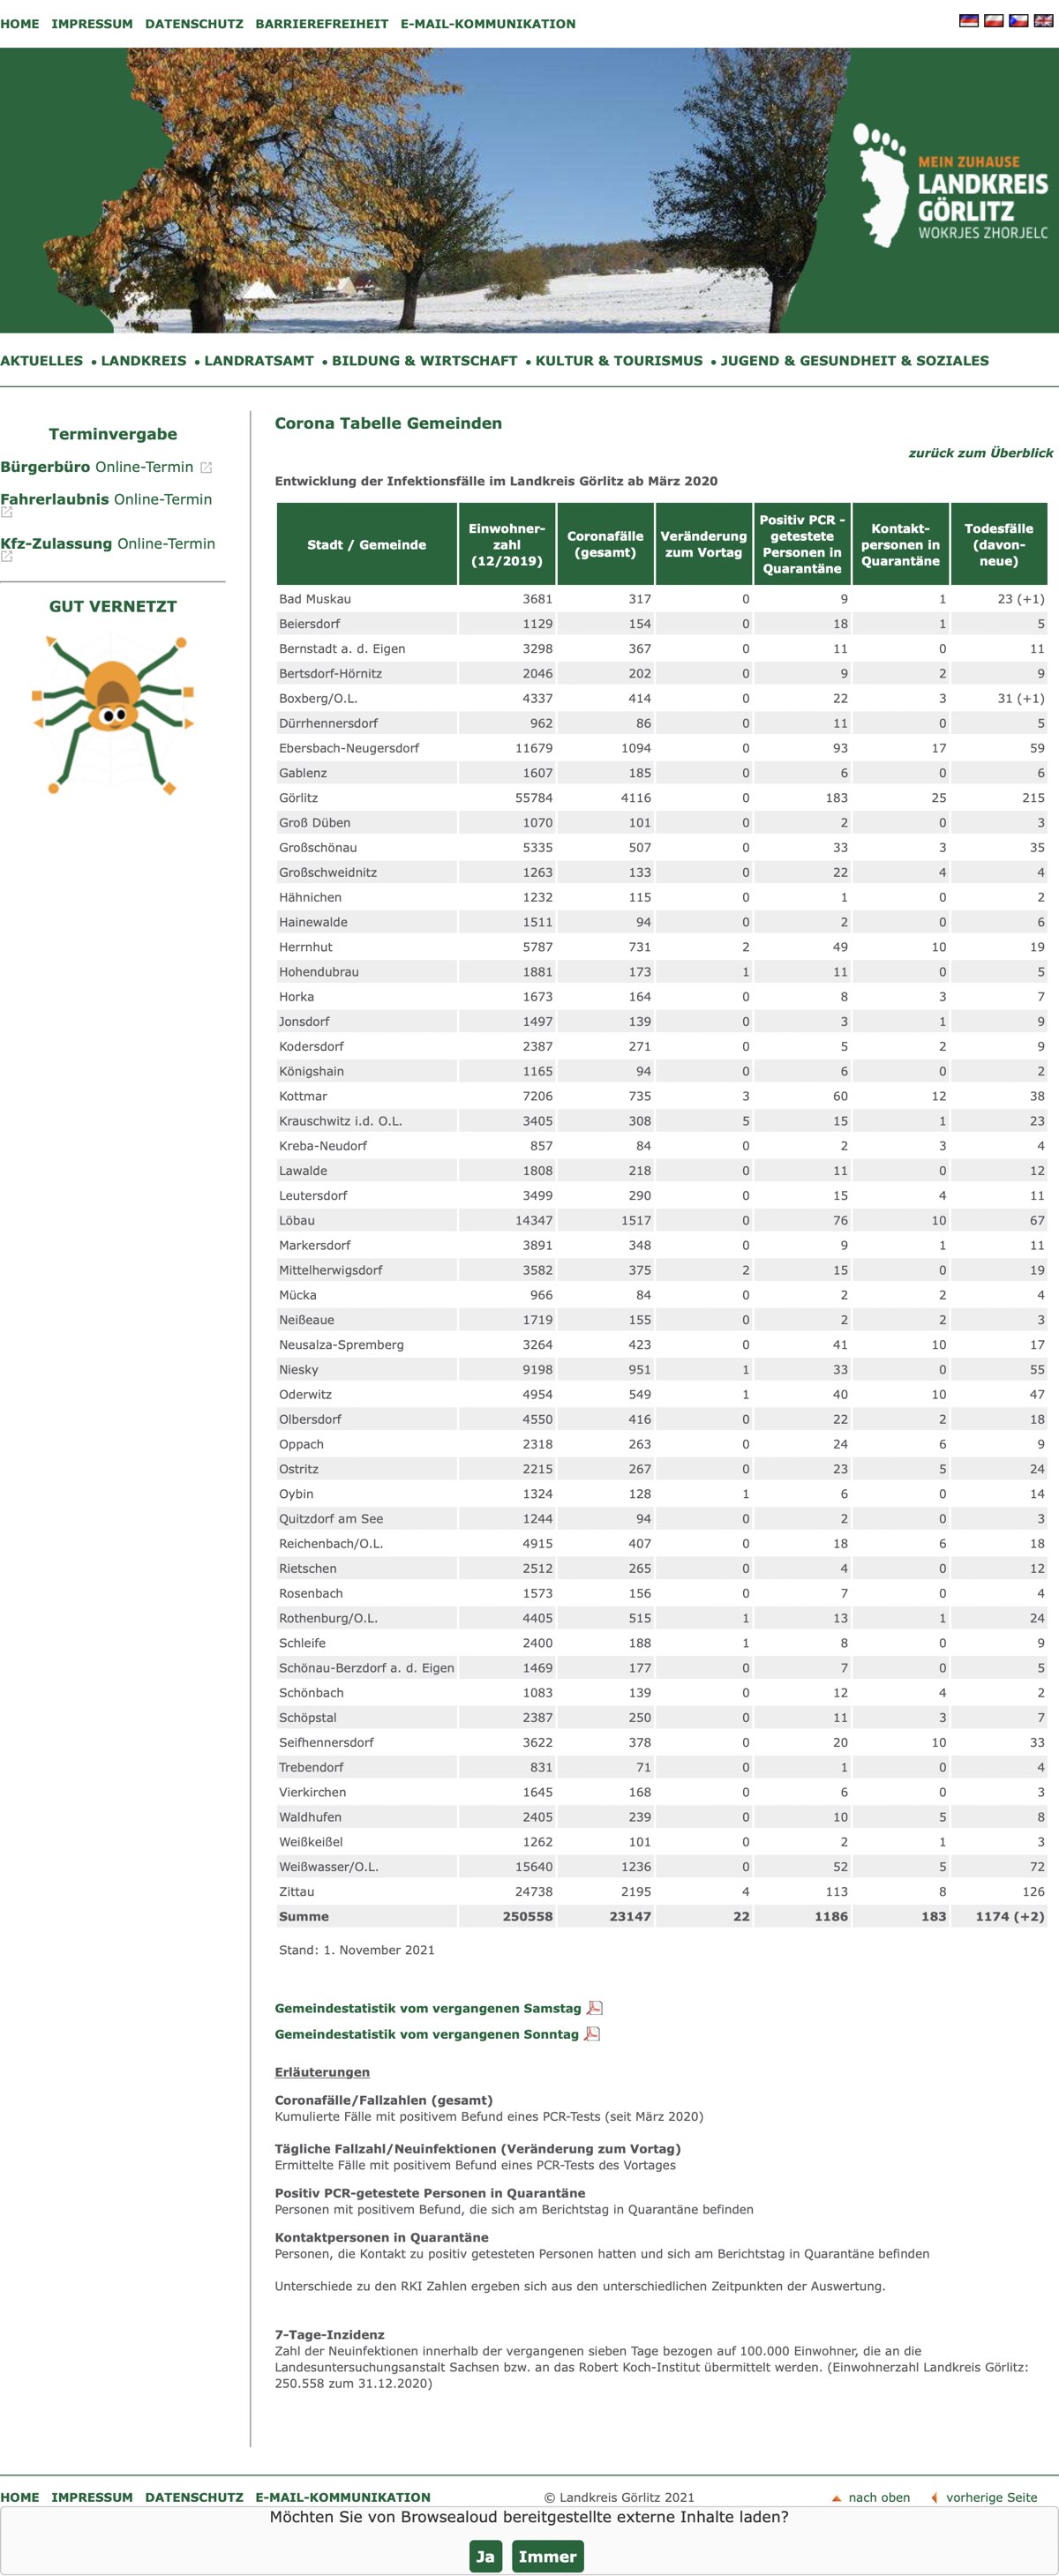 HOME IMPRESSUM DATENSCHUTZ BARRIEREFREIHEIT E-MAIL-KOMMUNIKATION
MEIN ZUHAUSE
LANDKREIS
GÖRLITZ
WOKRJES ZHORJELC
AKTUELLES • LANDKREIS • LANDRATSAMT • BILDUNG & WIRTSCHAFT • KULTUR & TOURISMUS • JUGEND & GESUNDHEIT & SOZIALES
Terminvergabe
Bürgerbüro Online-Termin
Fahrerlaubnis Online-Termin
Kfz-Zulassung Online-Termin
GUT VERNETZT
Corona Tabelle Gemeinden
zurück zum Überblick
Entwicklung der Infektionsfälle im Landkreis Görlitz ab März 2020
Stadt / Gemeinde
Einwohner-
zahl
(12/2019)
Coronafälle
(gesamt)
Veränderung
zum Vortag
Positiv PCR -
getestete
Personen in
Quarantäne
Kontakt-
personen in
Quarantäne
Todesfälle
(davon-
neue)
Bad Muskau 3681 317 0 9 1 23 (+1)
Beiersdorf 1129 154 0 18 1 5
Bernstadt a. d. Eigen 3298 367 0 11 0 11
Bertsdorf-Hörnitz 2046 202 0 9 2 9
Boxberg/O.L. 4337 414 0 22 3 31 (+1)
Dürrhennersdorf 962 86 0 11 0 5
Ebersbach-Neugersdorf 11679 1094 0 93 17 59
Gablenz 1607 185 0 6 0 6
Görlitz 55784 4116 0 183 25 215
Groß Düben 1070 101 0 2 0 3
Großschönau 5335 507 0 33 3 35
Großschweidnitz 1263 133 0 22 4 4
Hähnichen 1232 115 0 1 0 2
Hainewalde 1511 94 0 2 0 6
Herrnhut 5787 731 2 49 10 19
Hohendubrau 1881 173 1 11 0 5
Horka 1673 164 0 8 3 7
Jonsdorf 1497 139 0 3 1 9
Kodersdorf 2387 271 0 5 2 9
Königshain 1165 94 0 6 0 2
Kottmar 7206 735 3 60 12 38
Krauschwitz i.d. O.L. 3405 308 5 15 1 23
Kreba-Neudorf 857 84 0 2 3 4
Lawalde 1808 218 0 11 0 12
Leutersdorf 3499 290 0 15 4 11
Löbau 14347 1517 0 76 10 67
Markersdorf 3891 348 0 9 1 11
Mittelherwigsdorf 3582 375 2 15 0 19
Mücka 966 84 0 2 2 4
Neißeaue 1719 155 0 2 2 3
Neusalza-Spremberg 3264 423 0 41 10 17
Niesky 9198 951 1 33 0 55
Oderwitz 4954 549 1 40 10 47
Olbersdorf 4550 416 0 22 2 18
Oppach 2318 263 0 24 6 9
Ostritz 2215 267 0 23 5 24
Oybin 1324 128 1 6 0 14
Quitzdorf am See 1244 94 0 2 0 3
Reichenbach/O.L. 4915 407 0 18 6 18
Rietschen 2512 265 0 4 0 12
Rosenbach 1573 156 0 7 0 4
Rothenburg/O.L. 4405 515 1 13 1 24
Schleife 2400 188 1 8 0 9
Schönau-Berzdorf a. d. Eigen 1469 177 0 7 0 5
Schönbach 1083 139 0 12 4 2
Schöpstal 2387 250 0 11 3 7
Seifhennersdorf 3622 378 0 20 10 33
Trebendorf 831 71 0 1 0 4
Vierkirchen 1645 168 0 6 0 3
Waldhufen 2405 239 0 10 5 8
Weißkeißel 1262 101 0 2 1 3
Weißwasser/O.L. 15640 1236 0 52 5 72
Zittau 24738 2195 4 113 8 126
Summe 250558 23147 22 1186 183 1174 (+2)
Stand: 1. November 2021
Gemeindestatistik vom vergangenen Samstag
Gemeindestatistik vom vergangenen Sonntag
Erläuterungen
Coronafälle/Fallzahlen (gesamt)
Kumulierte Fälle mit positivem Befund eines PCR-Tests (seit März 2020)
Tägliche Fallzahl/Neuinfektionen (Veränderung zum Vortag)
Ermittelte Fälle mit positivem Befund eines PCR-Tests des Vortages
Positiv PCR-getestete Personen in Quarantäne
Personen mit positivem Befund, die sich am Berichtstag in Quarantäne befinden
Kontaktpersonen in Quarantäne
Personen, die Kontakt zu positiv getesteten Personen hatten und sich am Berichtstag in Quarantäne befinden
Unterschiede zu den RKI Zahlen ergeben sich aus den unterschiedlichen Zeitpunkten der Auswertung.
7-Tage-Inzidenz
Zahl der Neuinfektionen innerhalb der vergangenen sieben Tage bezogen auf 100.000 Einwohner, die an die
Landesuntersuchungsanstalt Sachsen bzw. an das Robert Koch-Institut übermittelt werden. (Einwohnerzahl Landkreis Görlitz:
250.558 zum 31.12.2020)
HOME IMPRESSUM DATENSCHUTZ E-MAIL-KOMMUNIKATION © Landkreis Görlitz 2021 nach oben vorherige Seite
Möchten Sie von Browsealoud bereitgestellte externe Inhalte laden?
Ja Immer